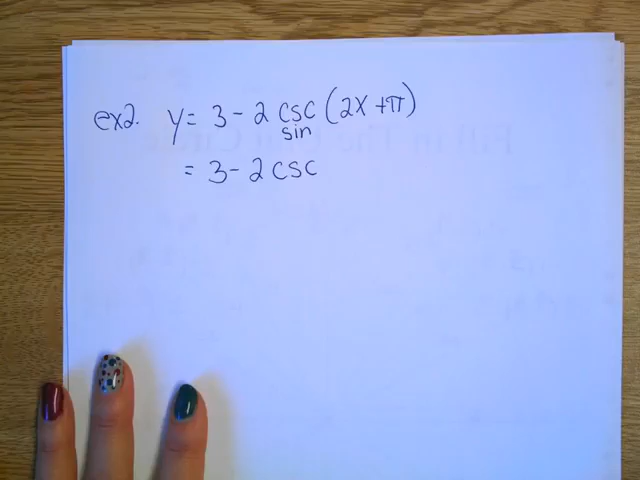 ex2. y = 3 - 2 csc (2x + π)
sin
= 3 - 2 csc